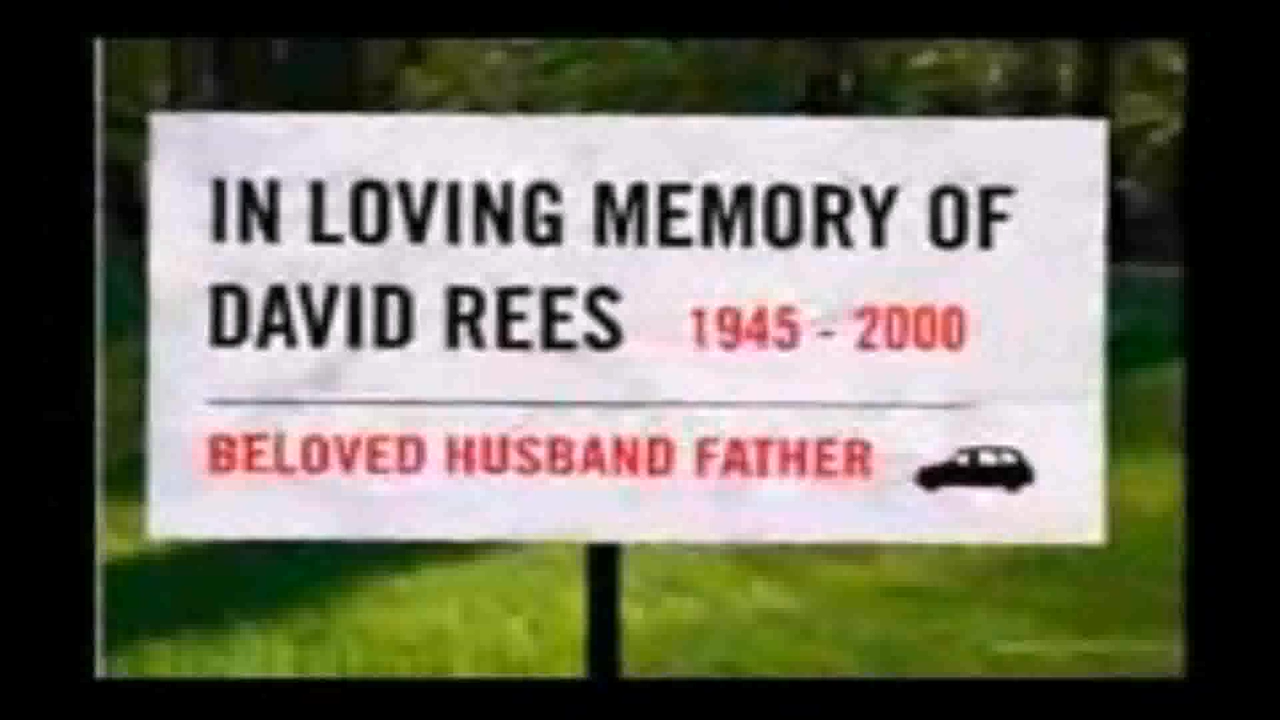 IN LOVING MEMORY OF
DAVID REES 1945 - 2000
BELOVED HUSBAND FATHER